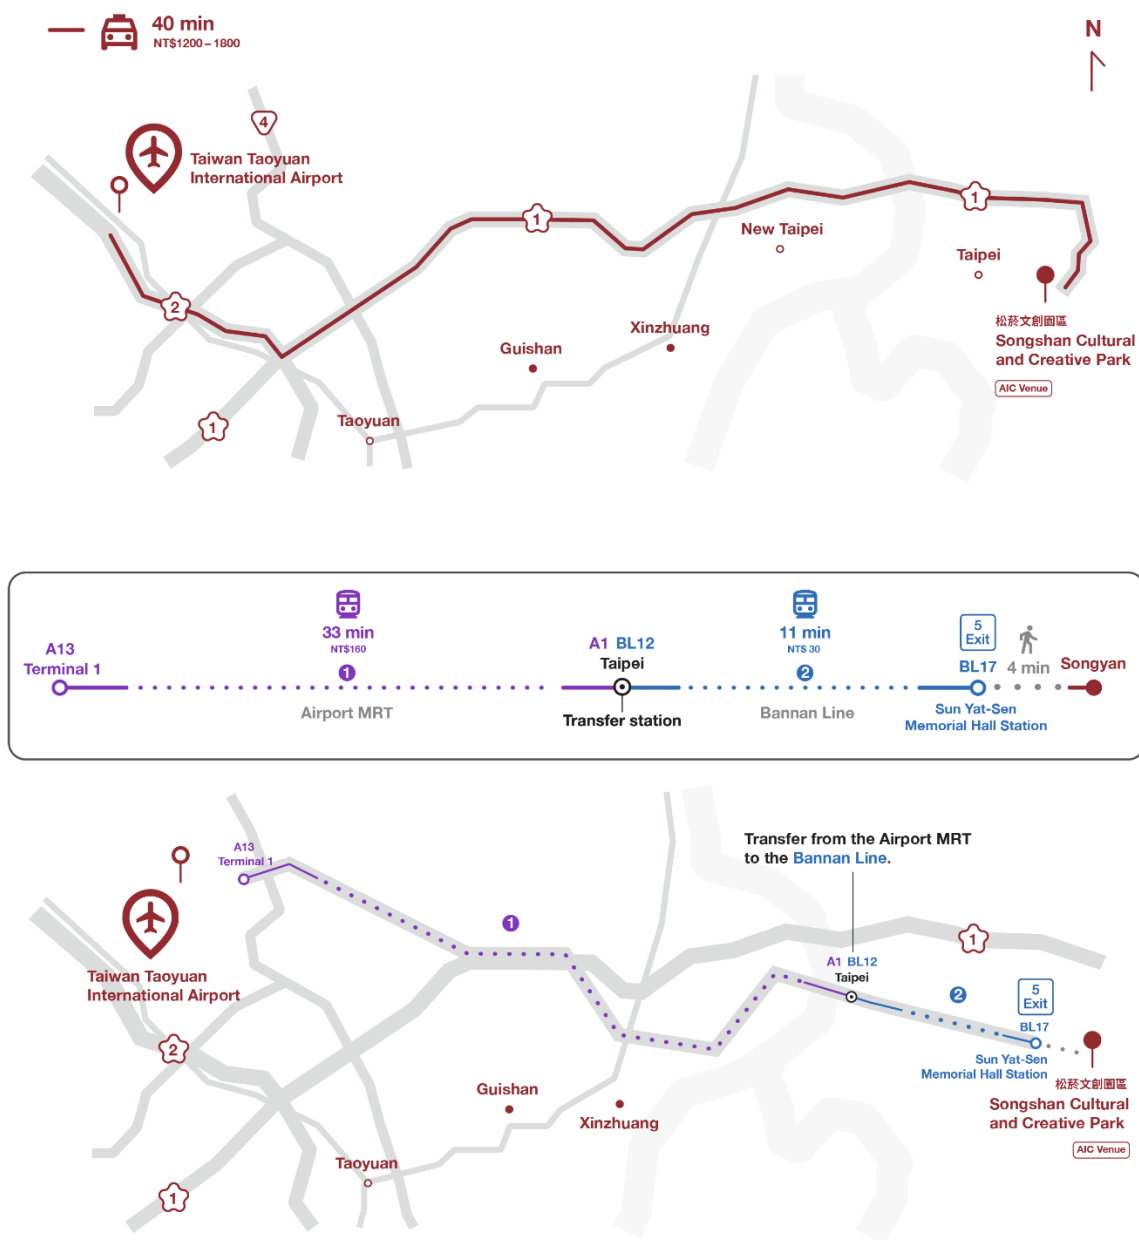 40 min
NT$1200 – 1800
N
4
Taiwan Taoyuan
International Airport
1
1
New Taipei
Taipei
2
松菸文創園區
Songshan Cultural
and Creative Park
AIC Venue
Xinzhuang
Guishan
Taoyuan
1
A13
Terminal 1
33 min
NT$160
1
Airport MRT
A1 BL12
Taipei
Transfer station
11 min
NT$ 30
2
Bannan Line
5
Exit
BL17
Sun Yat-Sen
Memorial Hall Station
4 min
Songyan
A13
Terminal 1
Transfer from the Airport MRT
to the Bannan Line.
1
1
Taiwan Taoyuan
International Airport
A1 BL12
Taipei
2
5
Exit
BL17
Sun Yat-Sen
Memorial Hall Station
2
松菸文創園區
Songshan Cultural
and Creative Park
AIC Venue
Guishan
Xinzhuang
Taoyuan
1